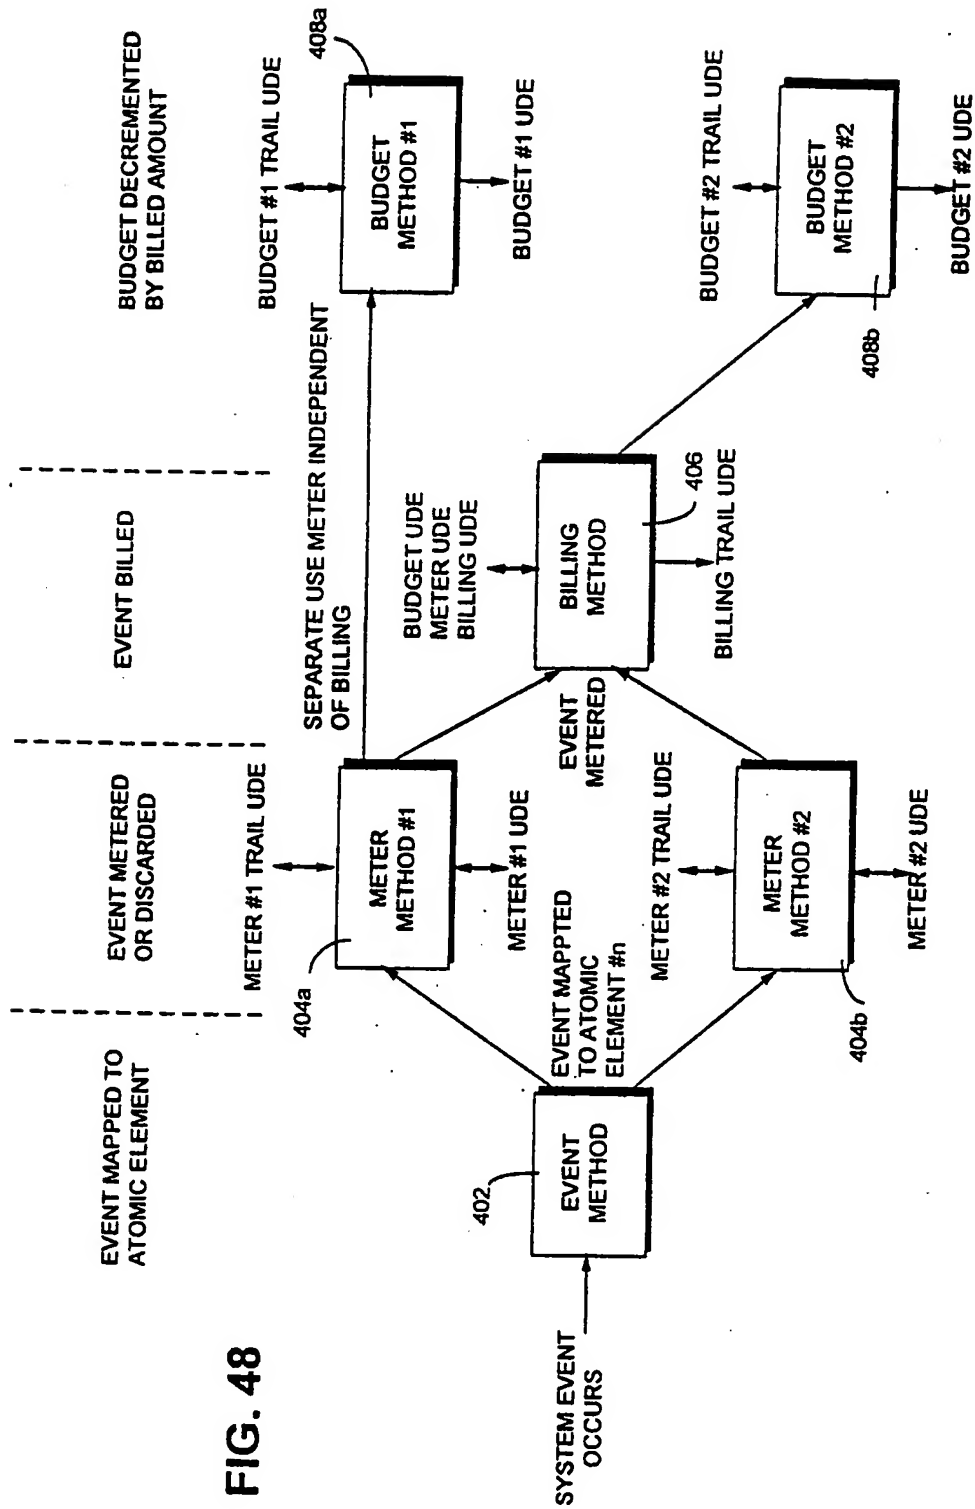 FIG. 48
EVENT MAPPED TO
ATOMIC ELEMENT
EVENT METERED
OR DISCARDED
EVENT BILLED
BUDGET DECREMENTED
BY BILLED AMOUNT
SYSTEM EVENT
OCCURS
402
EVENT
METHOD
EVENT MAPPTED
TO ATOMIC
ELEMENT #n
METER #1 TRAIL UDE
404a
METER
METHOD #1
METER #1 UDE
METER #2 TRAIL UDE
METER
METHOD #2
404b
METER #2 UDE
SEPARATE USE METER INDEPENDENT
OF BILLING
EVENT
METERED
BUDGET UDE
METER UDE
BILLING UDE
BILLING
METHOD
406
BILLING TRAIL UDE
BUDGET #1 TRAIL UDE
408a
BUDGET
METHOD #1
BUDGET #1 UDE
BUDGET #2 TRAIL UDE
BUDGET
METHOD #2
408b
BUDGET #2 UDE